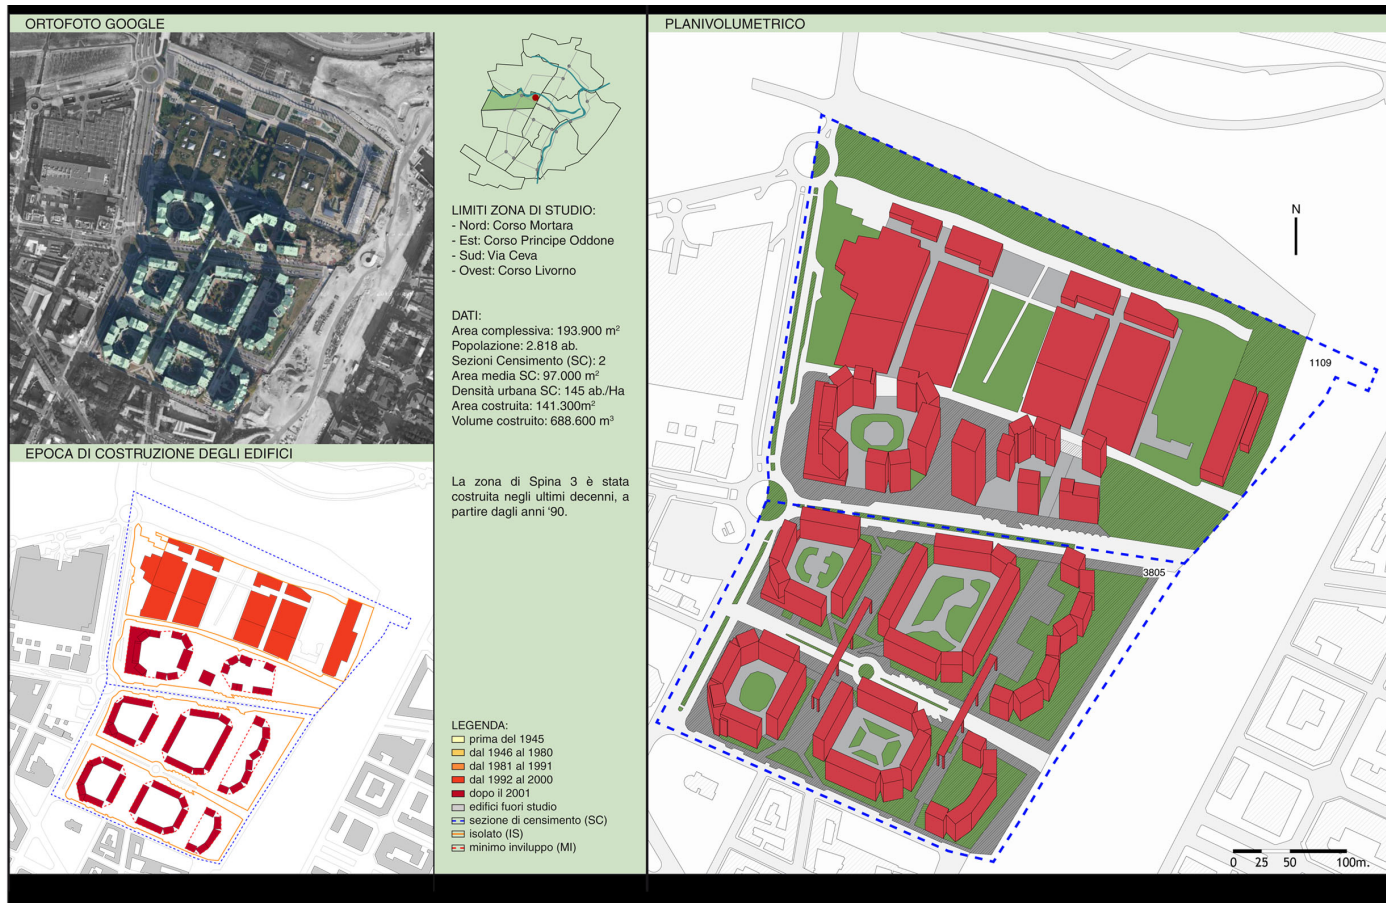 ORTOFOTO GOOGLE
PLANIVOLUMETRICO
LIMITI ZONA DI STUDIO:
- Nord: Corso Mortara
- Est: Corso Principe Oddone
- Sud: Via Ceva
- Ovest: Corso Livorno
DATI:
Area complessiva: 193.900 m²
Popolazione: 2.818 ab.
Sezioni Censimento (SC): 2
Area media SC: 97.000 m²
Densità urbana SC: 145 ab./Ha
Area costruita: 141.300m²
Volume costruito: 688.600 m³
EPOCA DI COSTRUZIONE DEGLI EDIFICI
La zona di Spina 3 è stata
costruita negli ultimi decenni, a
partire dagli anni ‘90.
LEGENDA:
prima del 1945
dal 1946 al 1980
dal 1981 al 1991
dal 1992 al 2000
dopo il 2001
edifici fuori studio
sezione di censimento (SC)
isolato (IS)
minimo inviluppo (MI)
N
1109
3805
0 25 50 100m.